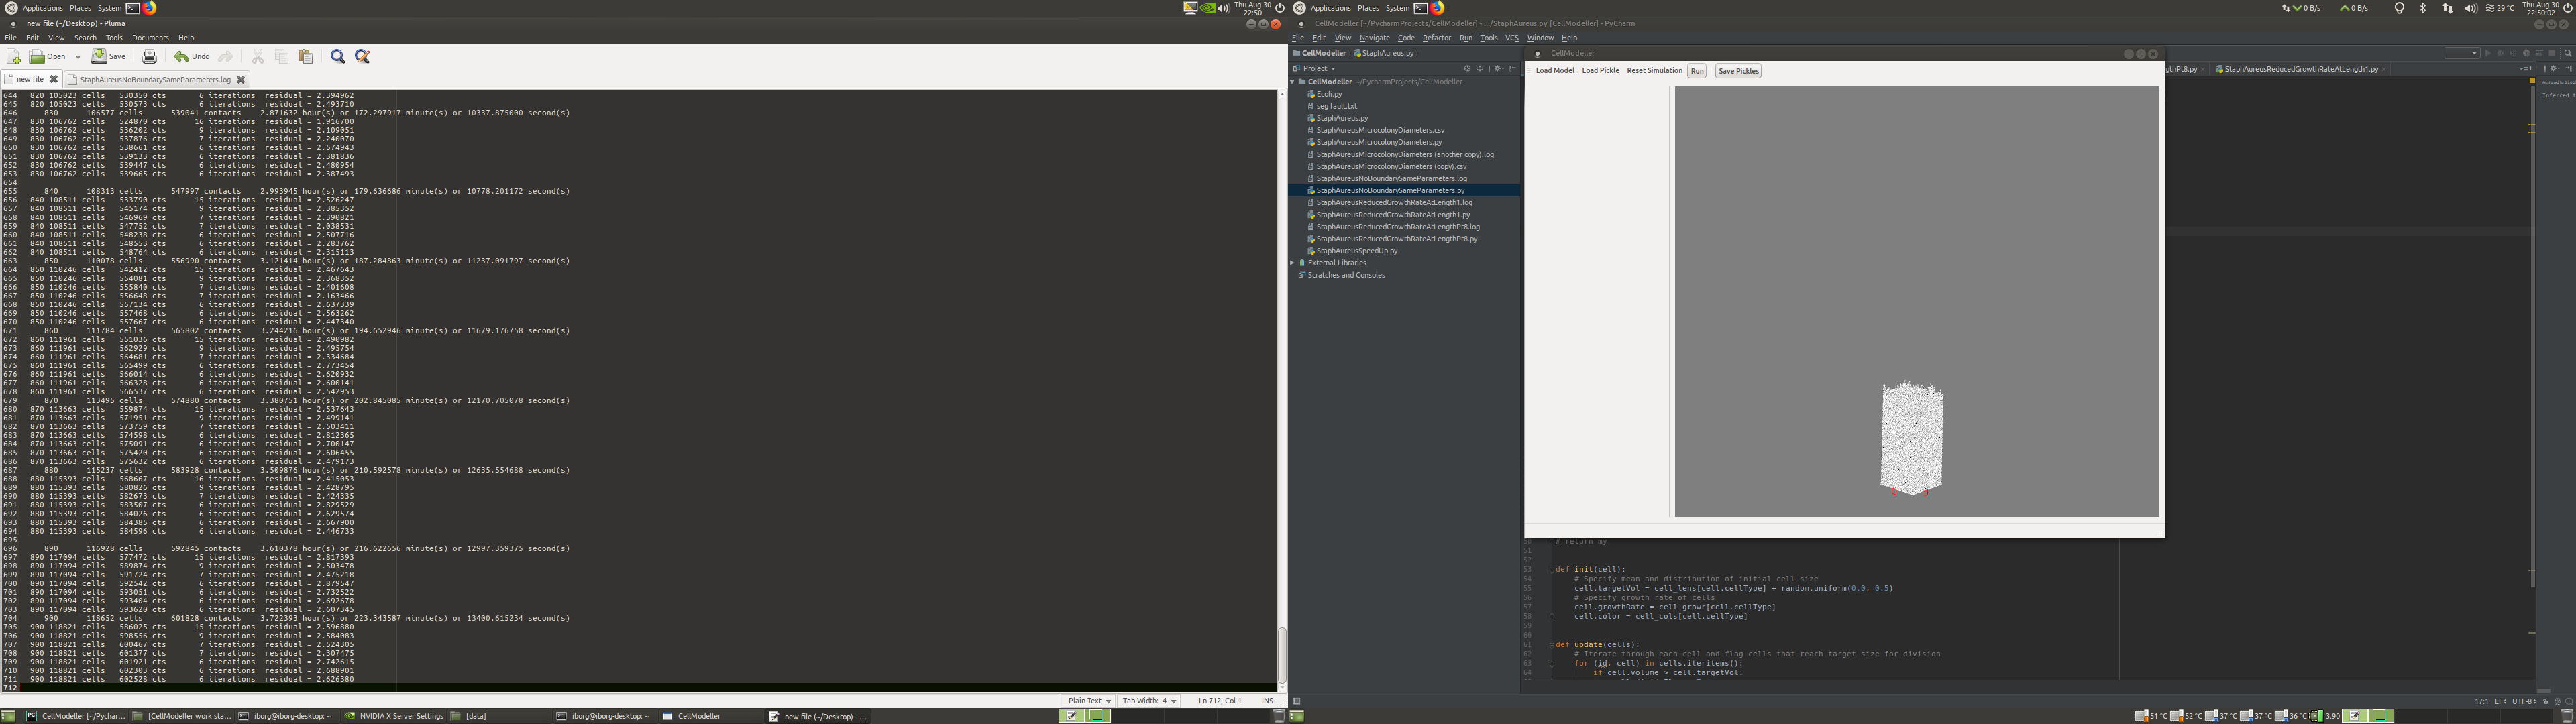 Applications Places System
Thu Aug 30
22:50
new file (~/Desktop) - Pluma
File Edit View Search Tools Documents Help
Open Save Undo
new file StaphAureusNoBoundarySameParameters.log
644 820 105023 cells 530350 cts 6 iterations residual = 2.394962
645 820 105023 cells 530573 cts 6 iterations residual = 2.493710
646 830 106577 cells 539041 contacts 2.871632 hour(s) or 172.297917 minute(s) or 10337.875000 second(s)
647 830 106762 cells 524870 cts 16 iterations residual = 1.916700
648 830 106762 cells 536202 cts 9 iterations residual = 2.109051
649 830 106762 cells 537876 cts 7 iterations residual = 2.240070
650 830 106762 cells 538661 cts 6 iterations residual = 2.574943
651 830 106762 cells 539133 cts 6 iterations residual = 2.381836
652 830 106762 cells 539447 cts 6 iterations residual = 2.480954
653 830 106762 cells 539665 cts 6 iterations residual = 2.387493
654
655 840 108313 cells 547997 contacts 2.993945 hour(s) or 179.636686 minute(s) or 10778.201172 second(s)
656 840 108511 cells 533790 cts 15 iterations residual = 2.526247
657 840 108511 cells 545174 cts 9 iterations residual = 2.385352
658 840 108511 cells 546969 cts 7 iterations residual = 2.390821
659 840 108511 cells 547752 cts 7 iterations residual = 2.038531
660 840 108511 cells 548238 cts 6 iterations residual = 2.507716
661 840 108511 cells 548553 cts 6 iterations residual = 2.283762
662 840 108511 cells 548764 cts 6 iterations residual = 2.315113
663 850 110078 cells 556990 contacts 3.121414 hour(s) or 187.284863 minute(s) or 11237.091797 second(s)
664 850 110246 cells 542412 cts 15 iterations residual = 2.467643
665 850 110246 cells 554081 cts 9 iterations residual = 2.368352
666 850 110246 cells 555840 cts 7 iterations residual = 2.401608
667 850 110246 cells 556648 cts 7 iterations residual = 2.163466
668 850 110246 cells 557134 cts 6 iterations residual = 2.637339
669 850 110246 cells 557468 cts 6 iterations residual = 2.563262
670 850 110246 cells 557667 cts 6 iterations residual = 2.447340
671 860 111784 cells 565802 contacts 3.244216 hour(s) or 194.652946 minute(s) or 11679.176758 second(s)
672 860 111961 cells 551036 cts 15 iterations residual = 2.490982
673 860 111961 cells 562929 cts 9 iterations residual = 2.495754
674 860 111961 cells 564681 cts 7 iterations residual = 2.334684
675 860 111961 cells 565499 cts 6 iterations residual = 2.773454
676 860 111961 cells 566014 cts 6 iterations residual = 2.620932
677 860 111961 cells 566328 cts 6 iterations residual = 2.600141
678 860 111961 cells 566537 cts 6 iterations residual = 2.542953
679 870 113495 cells 574880 contacts 3.380751 hour(s) or 202.845085 minute(s) or 12170.705078 second(s)
680 870 113663 cells 559874 cts 15 iterations residual = 2.537643
681 870 113663 cells 571951 cts 9 iterations residual = 2.499141
682 870 113663 cells 573759 cts 7 iterations residual = 2.503411
683 870 113663 cells 574598 cts 6 iterations residual = 2.812365
684 870 113663 cells 575091 cts 6 iterations residual = 2.700147
685 870 113663 cells 575420 cts 6 iterations residual = 2.606455
686 870 113663 cells 575632 cts 6 iterations residual = 2.479173
687 880 115237 cells 583928 contacts 3.509876 hour(s) or 210.592578 minute(s) or 12635.554688 second(s)
688 880 115393 cells 568667 cts 16 iterations residual = 2.415053
689 880 115393 cells 580826 cts 9 iterations residual = 2.428795
690 880 115393 cells 582673 cts 7 iterations residual = 2.424335
691 880 115393 cells 583507 cts 6 iterations residual = 2.829529
692 880 115393 cells 584026 cts 6 iterations residual = 2.629574
693 880 115393 cells 584385 cts 6 iterations residual = 2.667900
694 880 115393 cells 584596 cts 6 iterations residual = 2.446733
695
696 890 116928 cells 592845 contacts 3.610378 hour(s) or 216.622656 minute(s) or 12997.359375 second(s)
697 890 117094 cells 577472 cts 15 iterations residual = 2.817393
698 890 117094 cells 589874 cts 9 iterations residual = 2.503478
699 890 117094 cells 591724 cts 7 iterations residual = 2.475218
700 890 117094 cells 592542 cts 6 iterations residual = 2.879547
701 890 117094 cells 593051 cts 6 iterations residual = 2.732522
702 890 117094 cells 593404 cts 6 iterations residual = 2.692678
703 890 117094 cells 593620 cts 6 iterations residual = 2.607345
704 900 118652 cells 601828 contacts 3.722393 hour(s) or 223.343587 minute(s) or 13400.615234 second(s)
705 900 118821 cells 586025 cts 15 iterations residual = 2.596880
706 900 118821 cells 598556 cts 9 iterations residual = 2.584083
707 900 118821 cells 600467 cts 7 iterations residual = 2.524305
708 900 118821 cells 601377 cts 7 iterations residual = 2.307475
709 900 118821 cells 601921 cts 6 iterations residual = 2.742615
710 900 118821 cells 602303 cts 6 iterations residual = 2.688901
711 900 118821 cells 602528 cts 6 iterations residual = 2.626380
712
Plain Text Tab Width: 4 Ln 712, Col 1 INS
CellModeller [~/Pychar... [CellModeller work sta... iborg@iborg-desktop: ~ NVIDIA X Server Settings [data] iborg@iborg-desktop: ~ CellModeller new file (~/Desktop) - ...
Applications Places System
0 B/s 0 B/s 29 °C Thu Aug 30
22:50:02
CellModeller [~/PycharmProjects/CellModeller] - .../StaphAureus.py [CellModeller] - PyCharm
File Edit View Navigate Code Refactor Run Tools VCS Window Help
CellModeller StaphAureus.py
Project
CellModeller ~/PycharmProjects/CellModeller
Ecoli.py
seg fault.txt
StaphAureus.py
StaphAureusMicrocolonyDiameters.csv
StaphAureusMicrocolonyDiameters.py
StaphAureusMicrocolonyDiameters (another copy).log
StaphAureusMicrocolonyDiameters (copy).csv
StaphAureusNoBoundarySameParameters.log
StaphAureusNoBoundarySameParameters.py
StaphAureusReducedGrowthRateAtLength1.log
StaphAureusReducedGrowthRateAtLength1.py
StaphAureusReducedGrowthRateAtLengthPt8.log
StaphAureusReducedGrowthRateAtLengthPt8.py
StaphAureusSpeedUp.py
External Libraries
Scratches and Consoles
CellModeller
Load Model Load Pickle Reset Simulation Run Save Pickles
gthPt8.py StaphAureusReducedGrowthRateAtLength1.py
Inferred t
# return my
51
52
53 def init(cell):
54 # Specify mean and distribution of initial cell size
55 cell.targetVol = cell_lens[cell.cellType] + random.uniform(0.0, 0.5)
56 # Specify growth rate of cells
57 cell.growthRate = cell_growr[cell.cellType]
58 cell.color = cell_cols[cell.cellType]
59
60
61 def update(cells):
62 # Iterate through each cell and flag cells that reach target size for division
63 for (id, cell) in cells.iteritems():
64 if cell.volume > cell.targetVol:
17:1 LF÷ UTF-8÷
51 °C 52 °C 37 °C 37 °C 36 °C 3.90